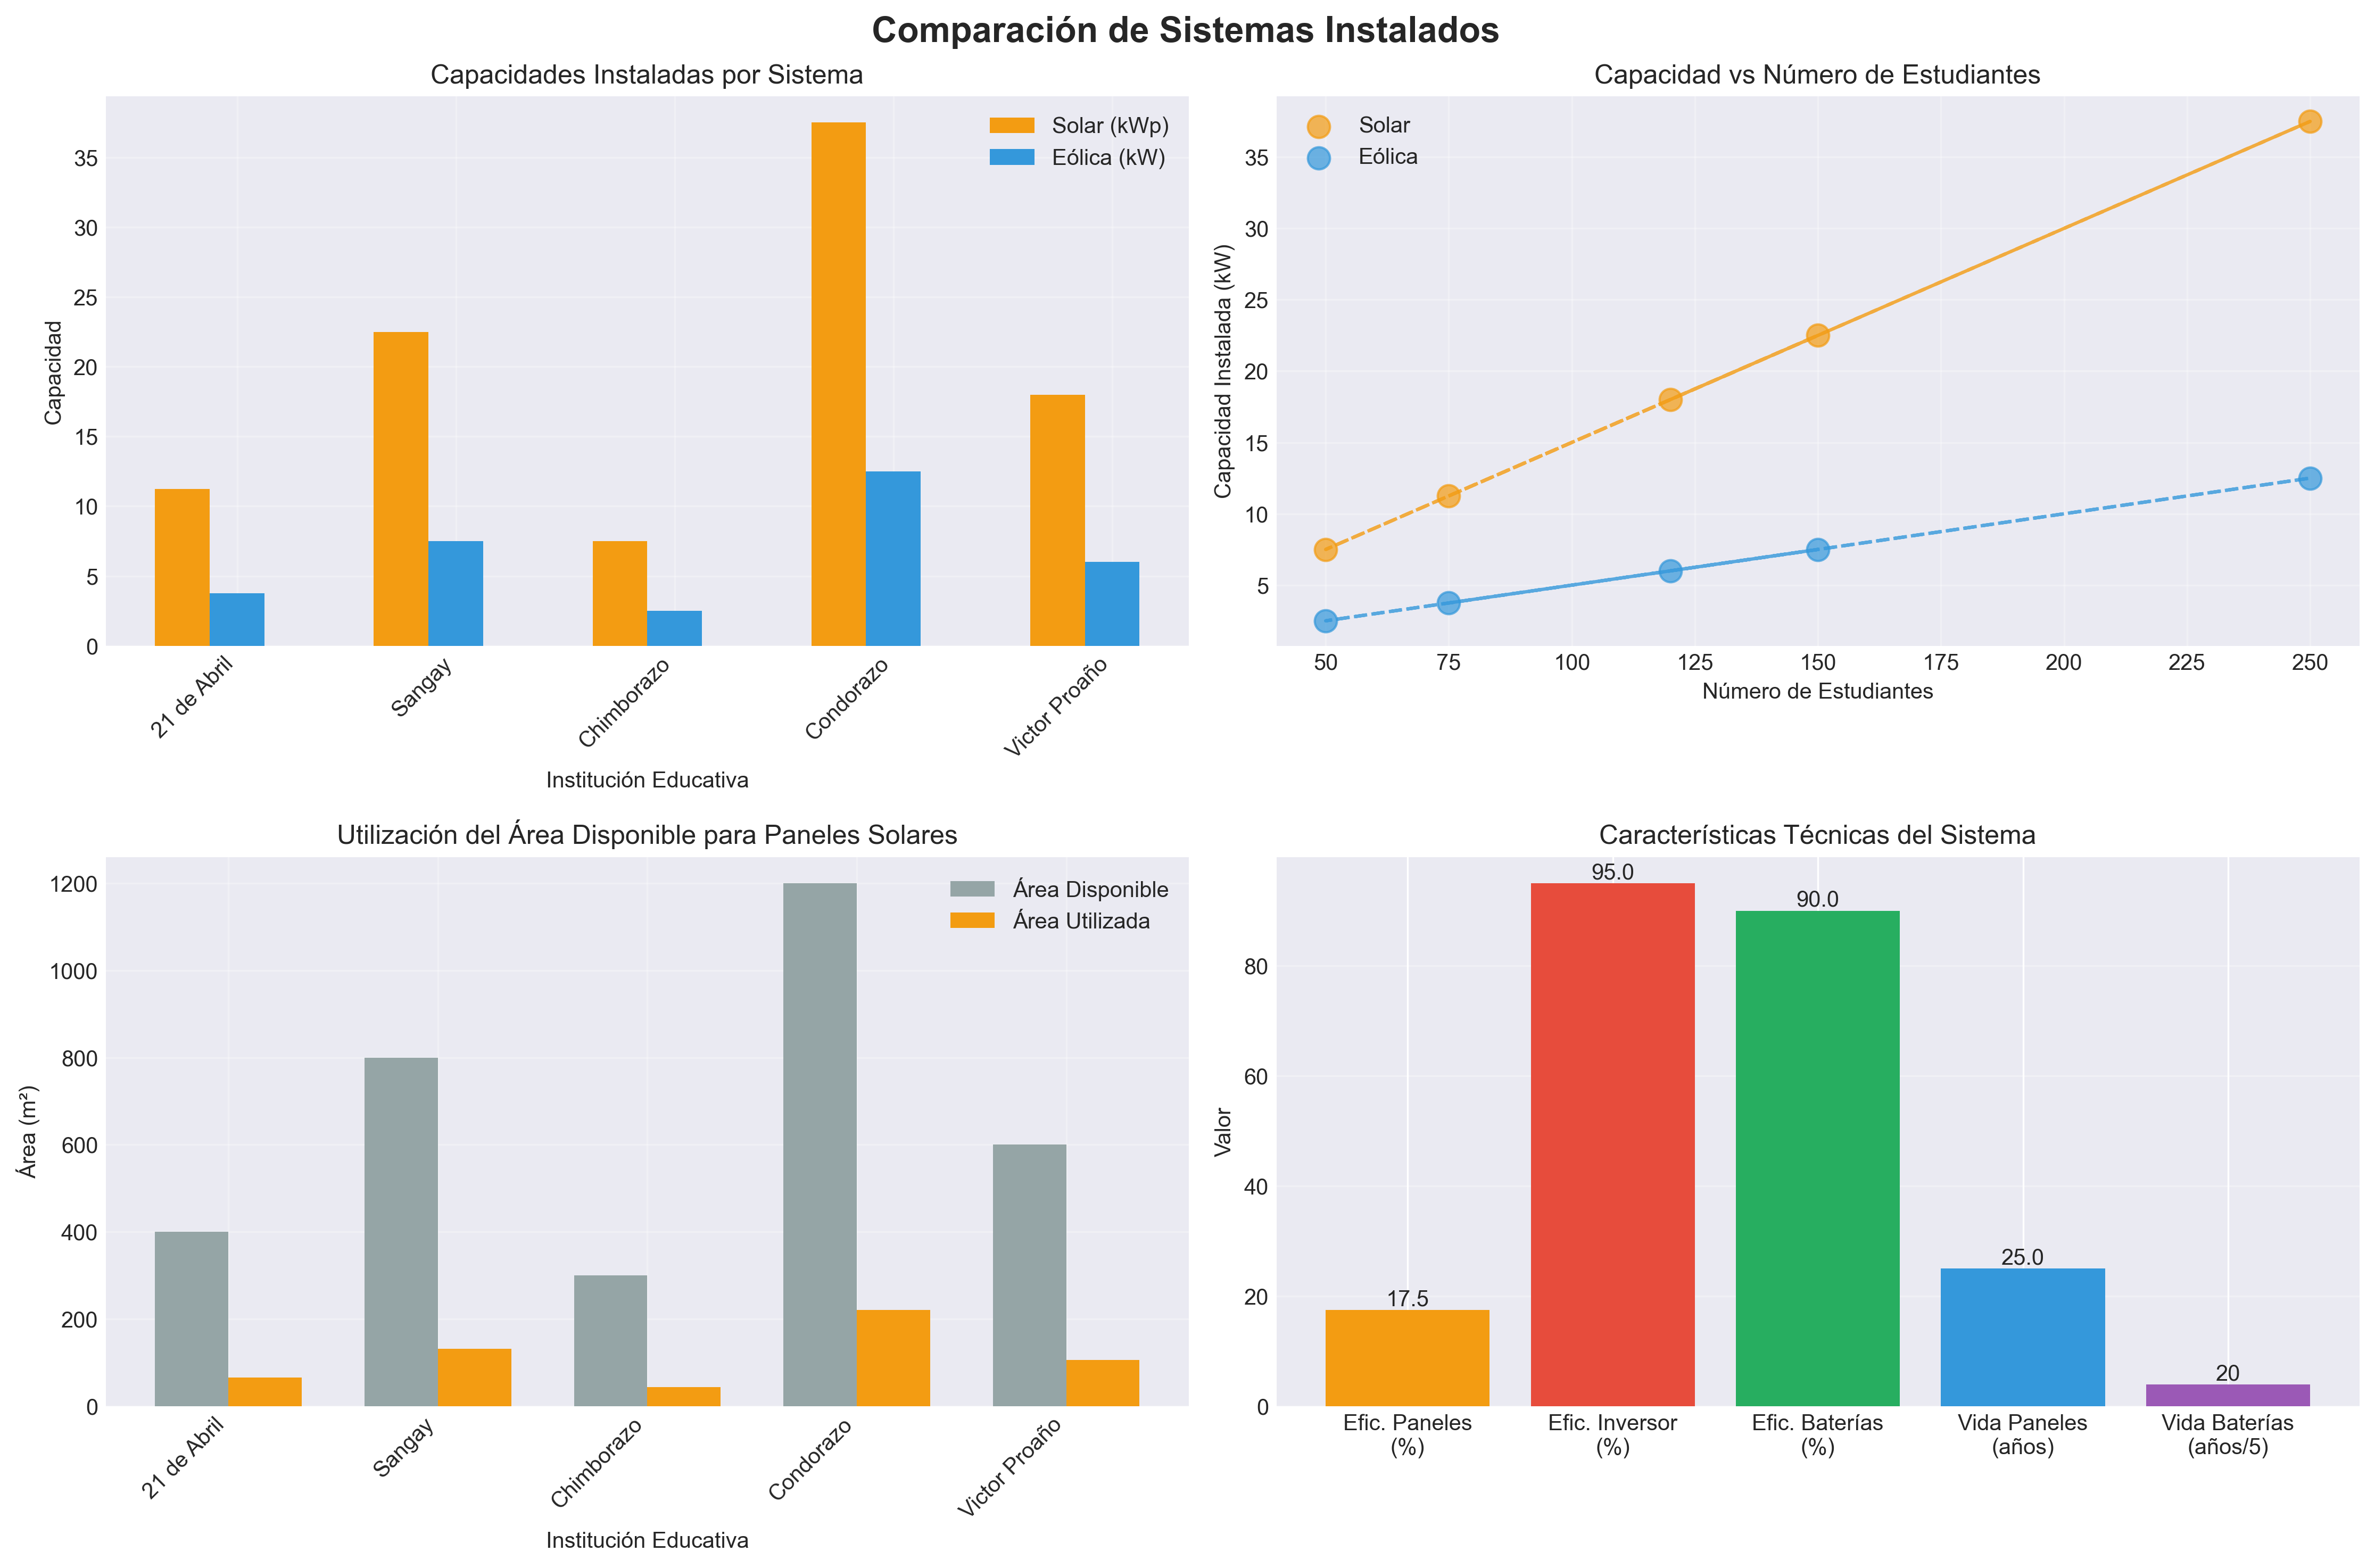 Comparación de Sistemas Instalados
Capacidades Instaladas por Sistema
Capacidad
35
30
25
20
15
10
5
0
Solar (kWp)
Eólica (kW)
21 de Abril
Sangay
Chimborazo
Condorazo
Victor Proaño
Institución Educativa
Capacidad vs Número de Estudiantes
Capacidad Instalada (kW)
35
30
25
20
15
10
5
Solar
Eólica
50 75 100 125 150 175 200 225 250
Número de Estudiantes
Utilización del Área Disponible para Paneles Solares
Área (m²)
1200
1000
800
600
400
200
0
Área Disponible
Área Utilizada
21 de Abril
Sangay
Chimborazo
Condorazo
Victor Proaño
Institución Educativa
Características Técnicas del Sistema
Valor
80
60
40
20
0
17.5
95.0
90.0
25.0
20
Efic. Paneles
(%)
Efic. Inversor
(%)
Efic. Baterías
(%)
Vida Paneles
(años)
Vida Baterías
(años/5)